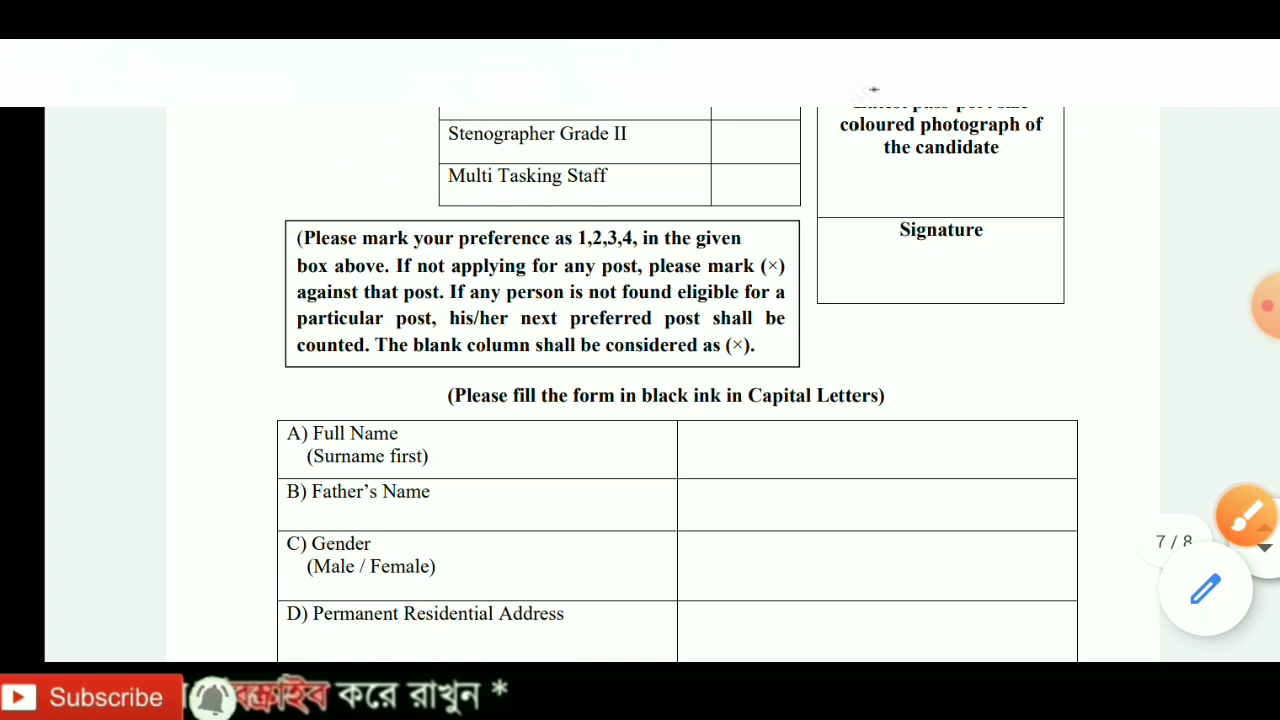 Stenographer Grade II
Multi Tasking Staff
coloured photograph of
the candidate
Signature
(Please mark your preference as 1,2,3,4, in the given
box above. If not applying for any post, please mark (×)
against that post. If any person is not found eligible for a
particular post, his/her next preferred post shall be
counted. The blank column shall be considered as (×).
(Please fill the form in black ink in Capital Letters)
A) Full Name
(Surname first)
B) Father’s Name
C) Gender
(Male / Female)
D) Permanent Residential Address
7 / 8
Subscribe
করে রাখুন *